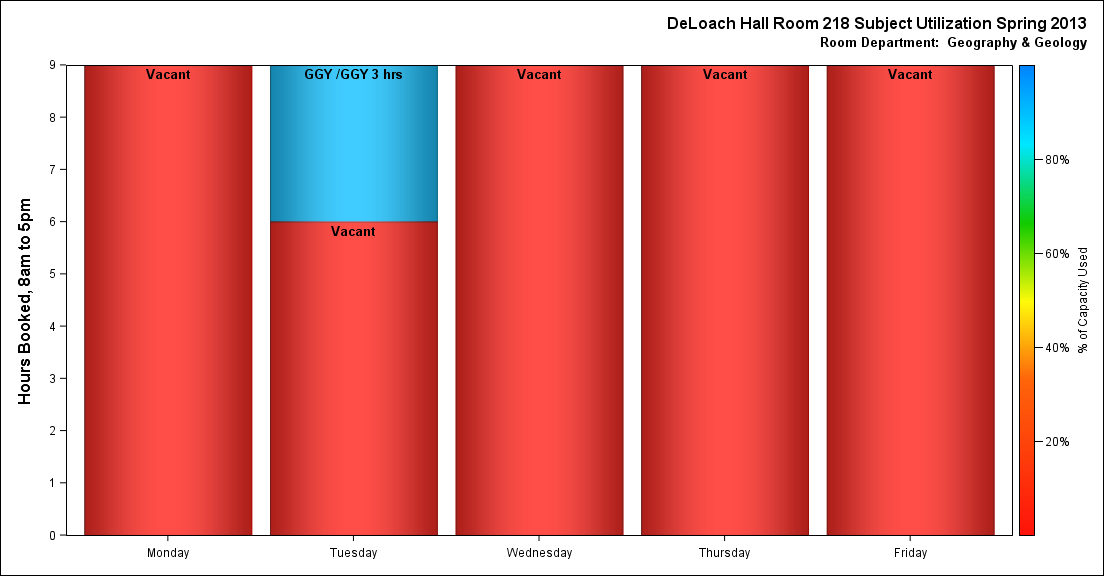 DeLoach Hall Room 218 Subject Utilization Spring 2013
Room Department:  Geography & Geology
Hours Booked, 8am to 5pm
9
8
7
6
5
4
3
2
1
0
Vacant
GGY /GGY 3 hrs
Vacant
Vacant
Vacant
Vacant
Monday
Tuesday
Wednesday
Thursday
Friday
80%
60%
40%
20%
% of Capacity Used